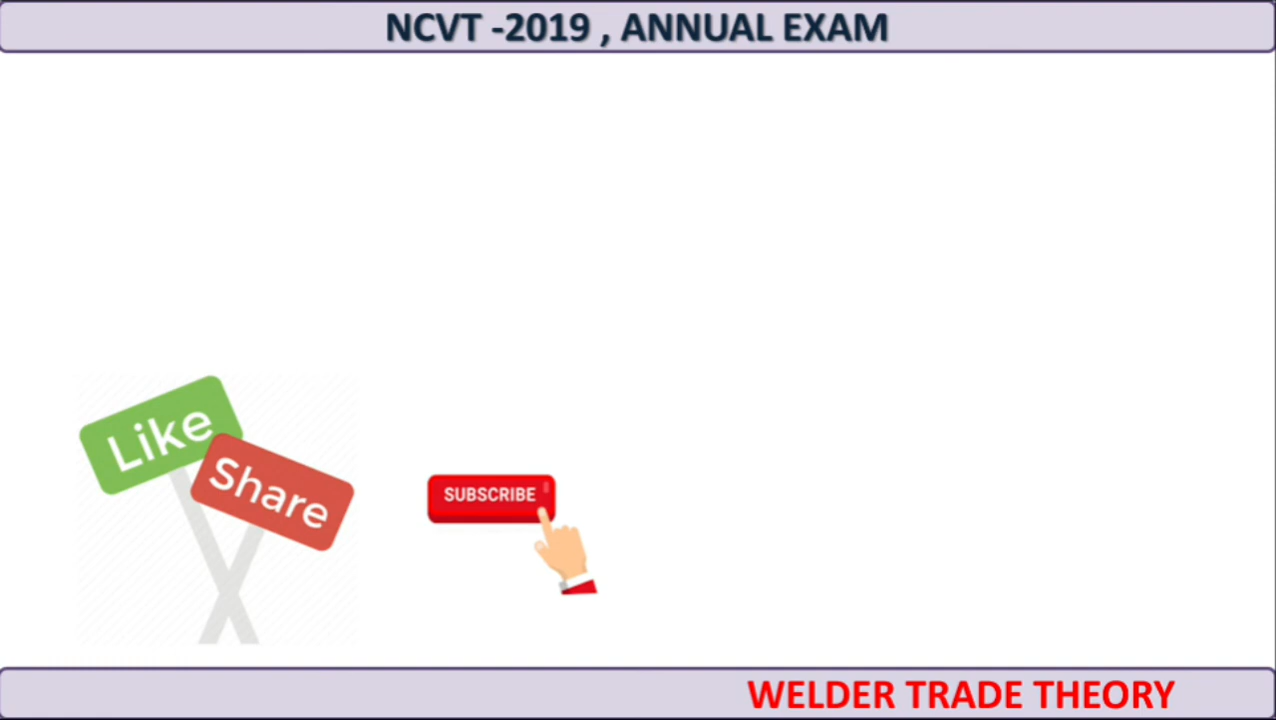 NCVT -2019 , ANNUAL EXAM
Like
Share
SUBSCRIBE
WELDER TRADE THEORY